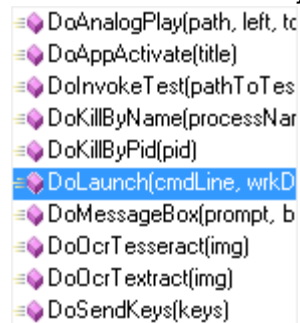 DoAnalogPlay(path, left, to
DoAppActivate(title)
DoInvokeTest(pathToTes
DoKillByName(processNar
DoKillByPid(pid)
DoLaunch(cmdLine, wrkD
DoMessageBox(prompt, b
DoOcrTesseract(img)
DoOcrTextract(img)
DoSendKeys(keys)